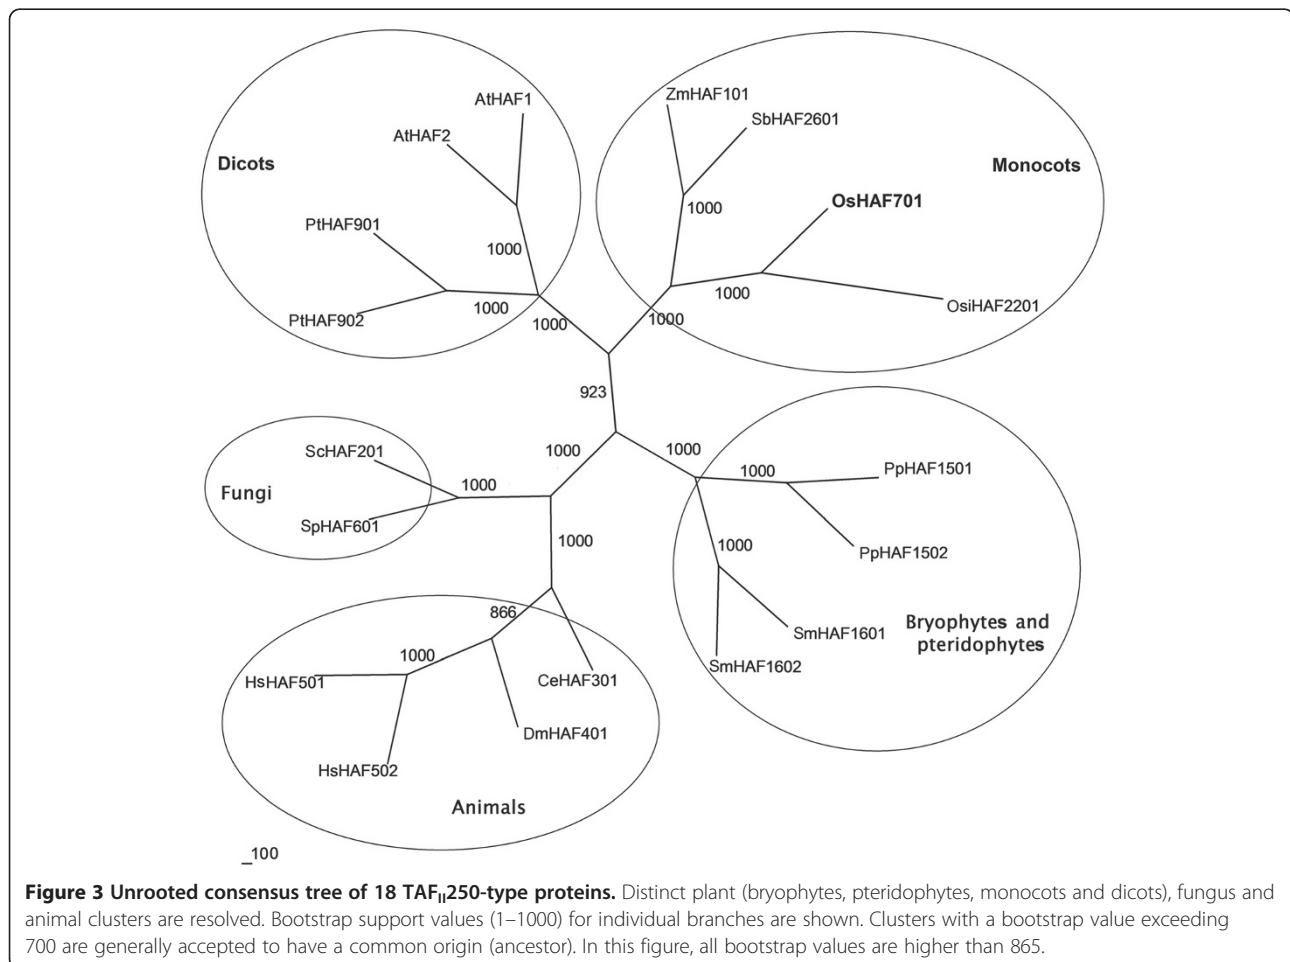 AtHAF1
AtHAF2
Dicots
PtHAF901
PtHAF902
1000
1000
1000
ZmHAF101
SbHAF2601
Monocots
OsHAF701
1000
1000
OsiHAF2201
1000
923
ScHAF201
Fungi
SpHAF601
1000
1000
1000
1000
PpHAF1501
1000
PpHAF1502
1000
SmHAF1601
SmHAF1602
Bryophytes and
pteridophytes
866
1000
HsHAF501
CeHAF301
DmHAF401
HsHAF502
Animals
_100
Figure 3 Unrooted consensus tree of 18 TAFII250-type proteins. Distinct plant (bryophytes, pteridophytes, monocots and dicots), fungus and
animal clusters are resolved. Bootstrap support values (1–1000) for individual branches are shown. Clusters with a bootstrap value exceeding
700 are generally accepted to have a common origin (ancestor). In this figure, all bootstrap values are higher than 865.